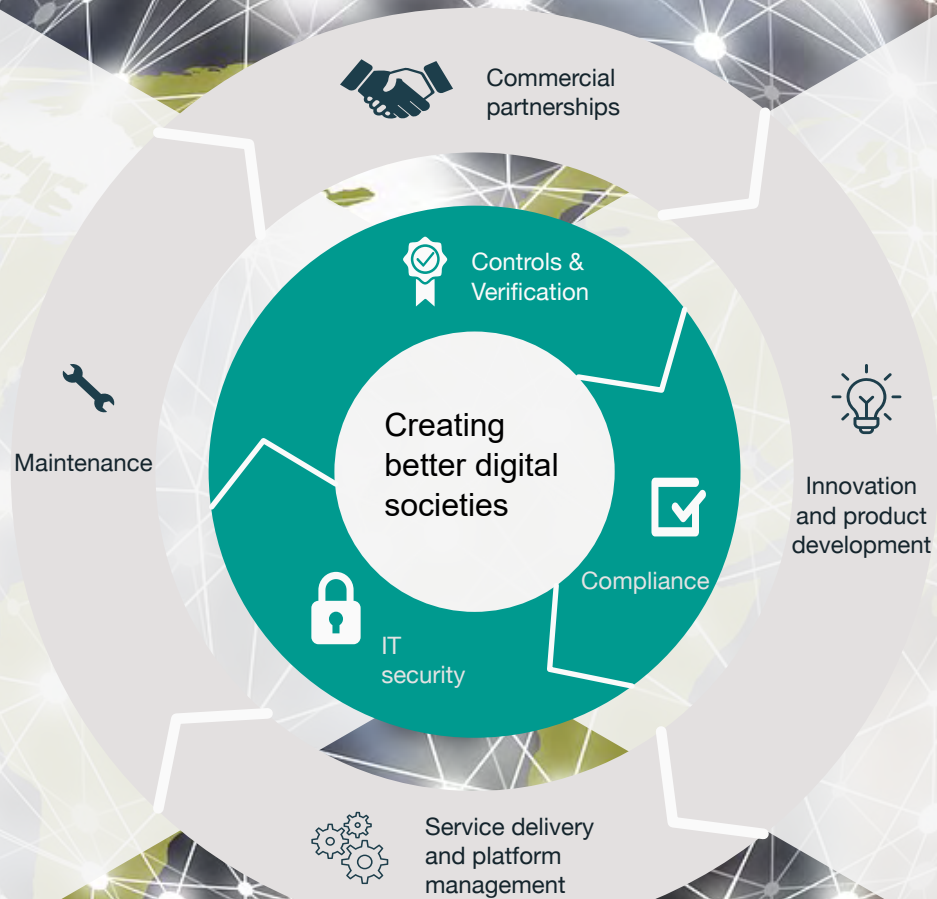 Commercial
partnerships
Controls &
Verification
Creating
better digital
societies
Maintenance
Innovation
and product
development
Compliance
IT
security
Service delivery
and platform
management